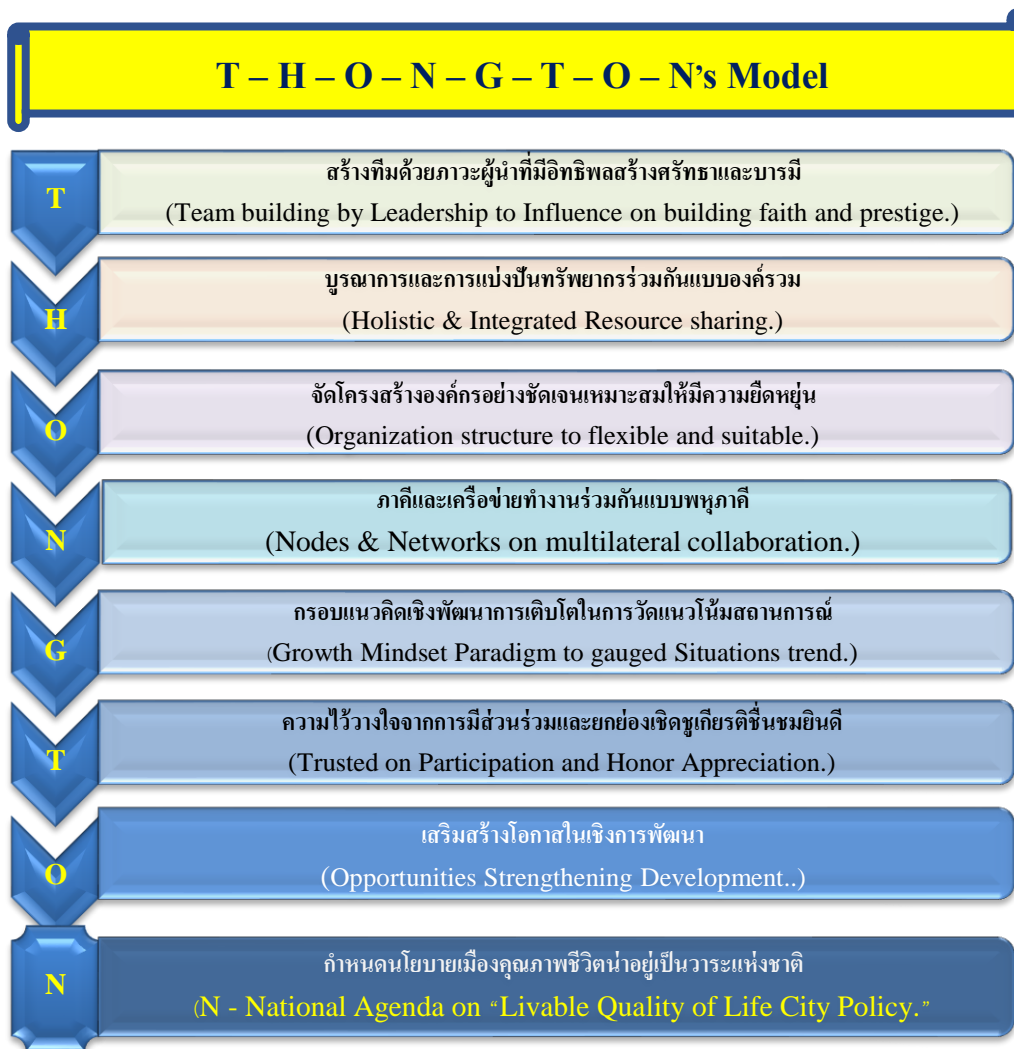 T – H – O – N – G – T – O – N’s Model
T
สร้างทีมด้วยภาวะผู้นำที่มีอิทธิพลสร้างศรัทธาและบารมี
(Team building by Leadership to Influence on building faith and prestige.)
H
บูรณาการและการแบ่งปันทรัพยากรร่วมกันแบบองค์รวม
(Holistic & Integrated Resource sharing.)
O
จัดโครงสร้างองค์กรอย่างชัดเจนเหมาะสมให้มีความยืดหยุ่น
(Organization structure to flexible and suitable.)
N
ภาคีและเครือข่ายทำงานร่วมกันแบบพหุภาคี
(Nodes & Networks on multilateral collaboration.)
G
กรอบแนวคิดเชิงพัฒนาการเติบโตในการวัดแนวโน้มสถานการณ์
(Growth Mindset Paradigm to gauged Situations trend.)
T
ความไว้วางใจจากการมีส่วนร่วมและยกย่องเชิดชูเกียรติชื่นชมยินดี
(Trusted on Participation and Honor Appreciation.)
O
เสริมสร้างโอกาสในเชิงการพัฒนา
(Opportunities Strengthening Development..)
N
กำหนดนโยบายเมืองคุณภาพชีวิตน่าอยู่เป็นวาระแห่งชาติ
(N - National Agenda on “Livable Quality of Life City Policy.”